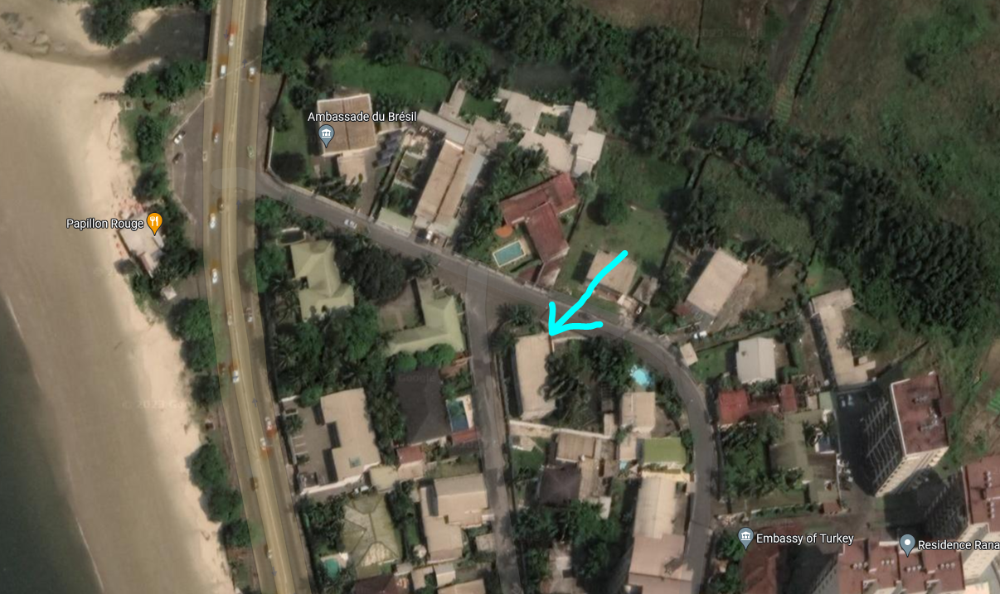 Ambassade du Brésil
Papillon Rouge
Embassy of Turkey
Residence Rana